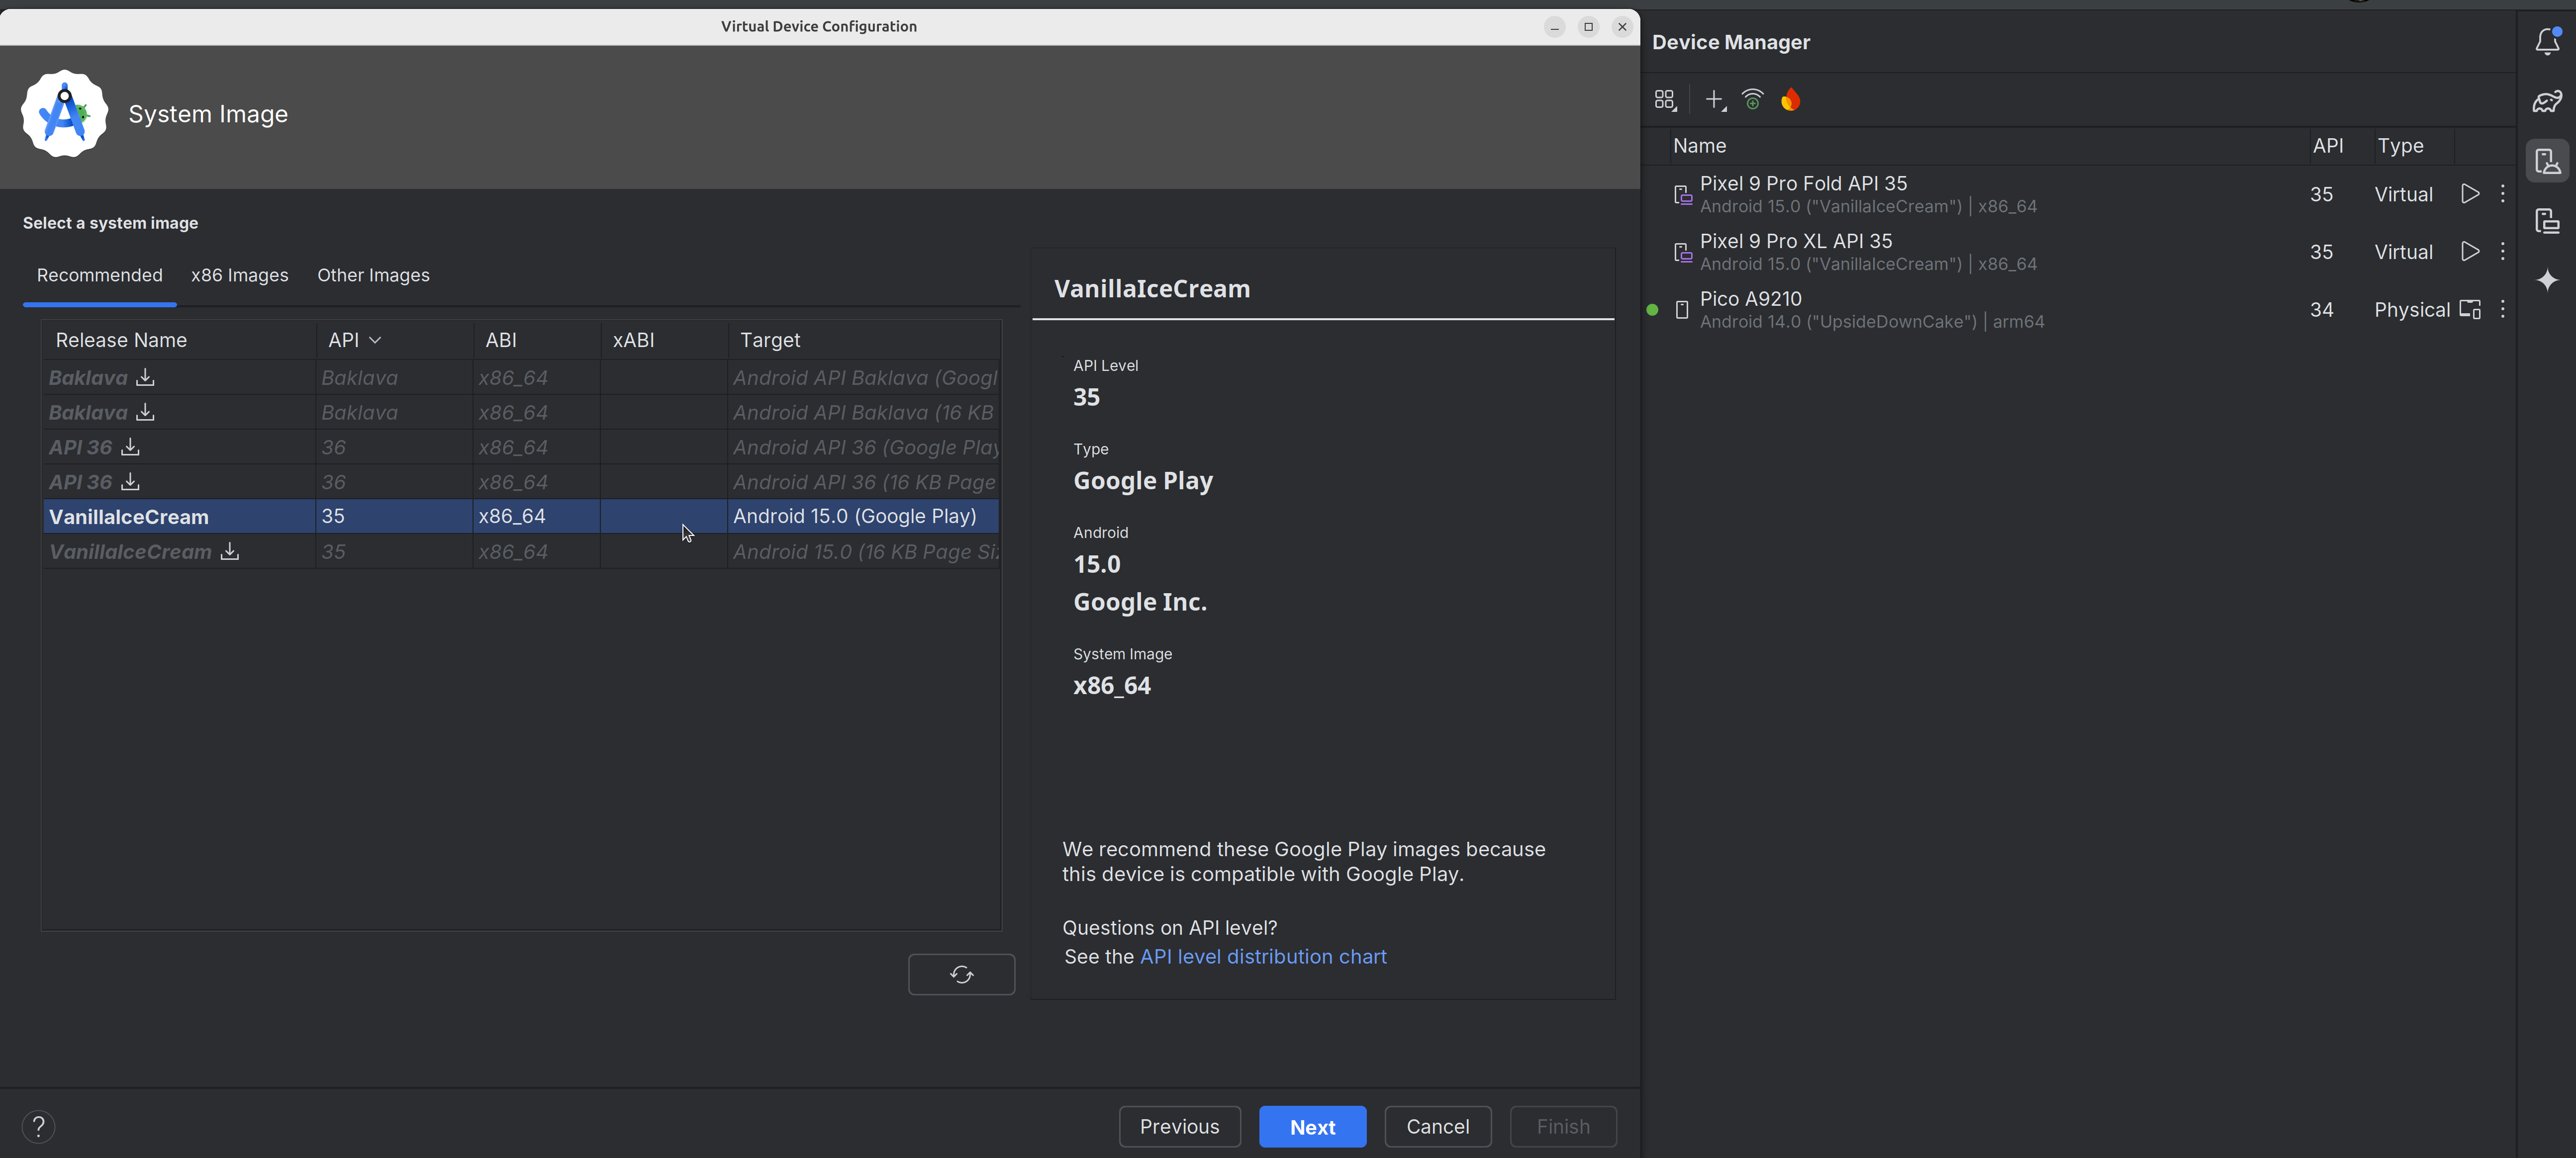 Virtual Device Configuration
System Image
Select a system image
Recommended x86 Images Other Images
Release Name API ABI xABI Target
Baklava Baklava x86_64 Android API Baklava (Googl
Baklava Baklava x86_64 Android API Baklava (16 KB
API 36 36 x86_64 Android API 36 (Google Play
API 36 36 x86_64 Android API 36 (16 KB Page
VanillaIceCream 35 x86_64 Android 15.0 (Google Play)
VanillaIceCream 35 x86_64 Android 15.0 (16 KB Page Siz
VanillaIceCream
API Level
35
Type
Google Play
Android
15.0
Google Inc.
System Image
x86_64
We recommend these Google Play images because
this device is compatible with Google Play.
Questions on API level?
See the API level distribution chart
?
Previous Next Cancel Finish
Device Manager
Name API Type
Pixel 9 Pro Fold API 35 35 Virtual
Android 15.0 ("VanillaIceCream") | x86_64
Pixel 9 Pro XL API 35 35 Virtual
Android 15.0 ("VanillaIceCream") | x86_64
Pico A9210 34 Physical
Android 14.0 ("UpsideDownCake") | arm64